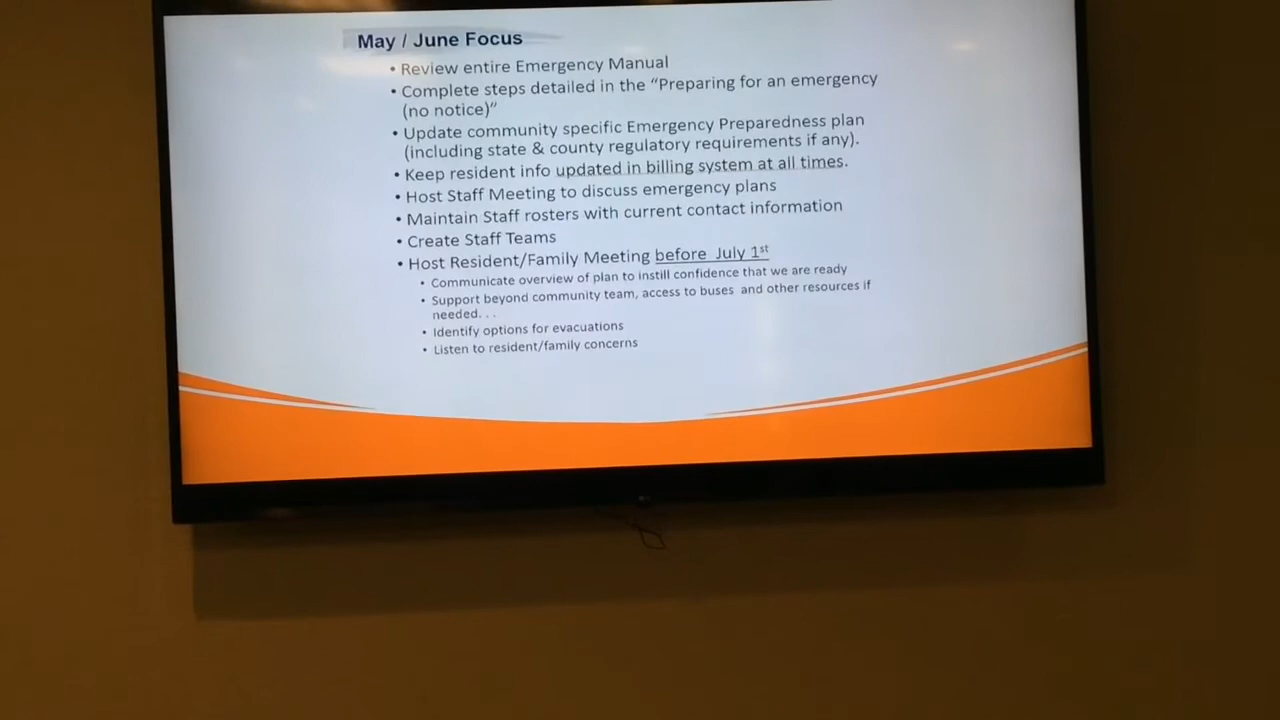 May / June Focus
• Review entire Emergency Manual
• Complete steps detailed in the “Preparing for an emergency
(no notice)”
• Update community specific Emergency Preparedness plan
(including state & county regulatory requirements if any).
• Keep resident info updated in billing system at all times.
• Host Staff Meeting to discuss emergency plans
• Maintain Staff rosters with current contact information
• Create Staff Teams
• Host Resident/Family Meeting before July 1st
• Communicate overview of plan to instill confidence that we are ready
• Support beyond community team, access to buses and other resources if
needed. . .
• Identify options for evacuations
• Listen to resident/family concerns